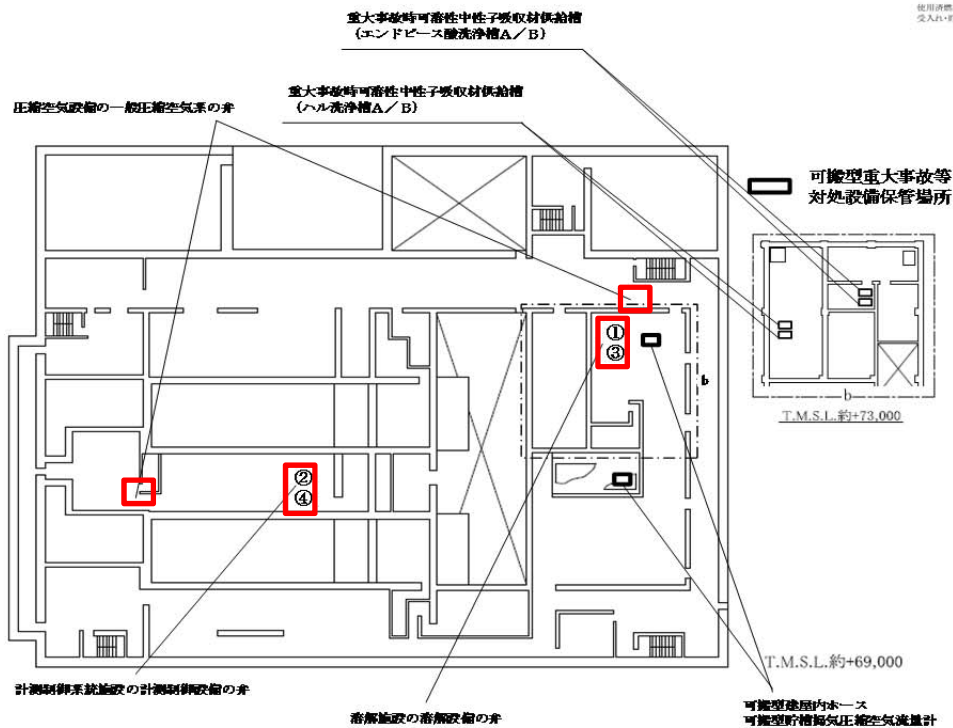 重大事故時可溶性中性子吸収材供給槽
(エンドピース酸洗浄槽A/B)
重大事故時可溶性中性子吸収材供給槽
(ハル洗浄槽A/B)
圧縮空気設備の一般圧縮空気系の弁
可搬型重大事故等
対処設備保管場所
①
③
b
b
T.M.S.L.約+73,000
②
④
T.M.S.L.約+69,000
計測制御系統施設の計測制御設備の弁
溶解施設の溶解設備の弁
可搬型建屋内ホース
可搬型貯槽掃気圧縮空気流量計